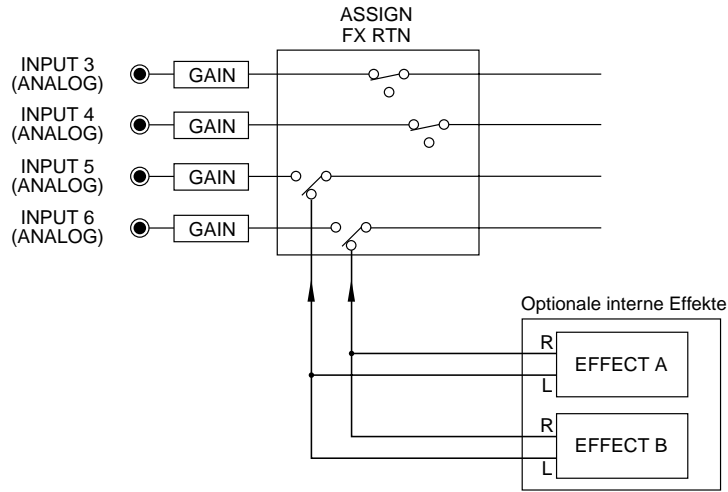 ASSIGN
FX RTN
INPUT 3
(ANALOG)
GAIN
INPUT 4
(ANALOG)
GAIN
INPUT 5
(ANALOG)
GAIN
INPUT 6
(ANALOG)
GAIN
Optionale interne Effekte
R
EFFECT A
L
R
EFFECT B
L